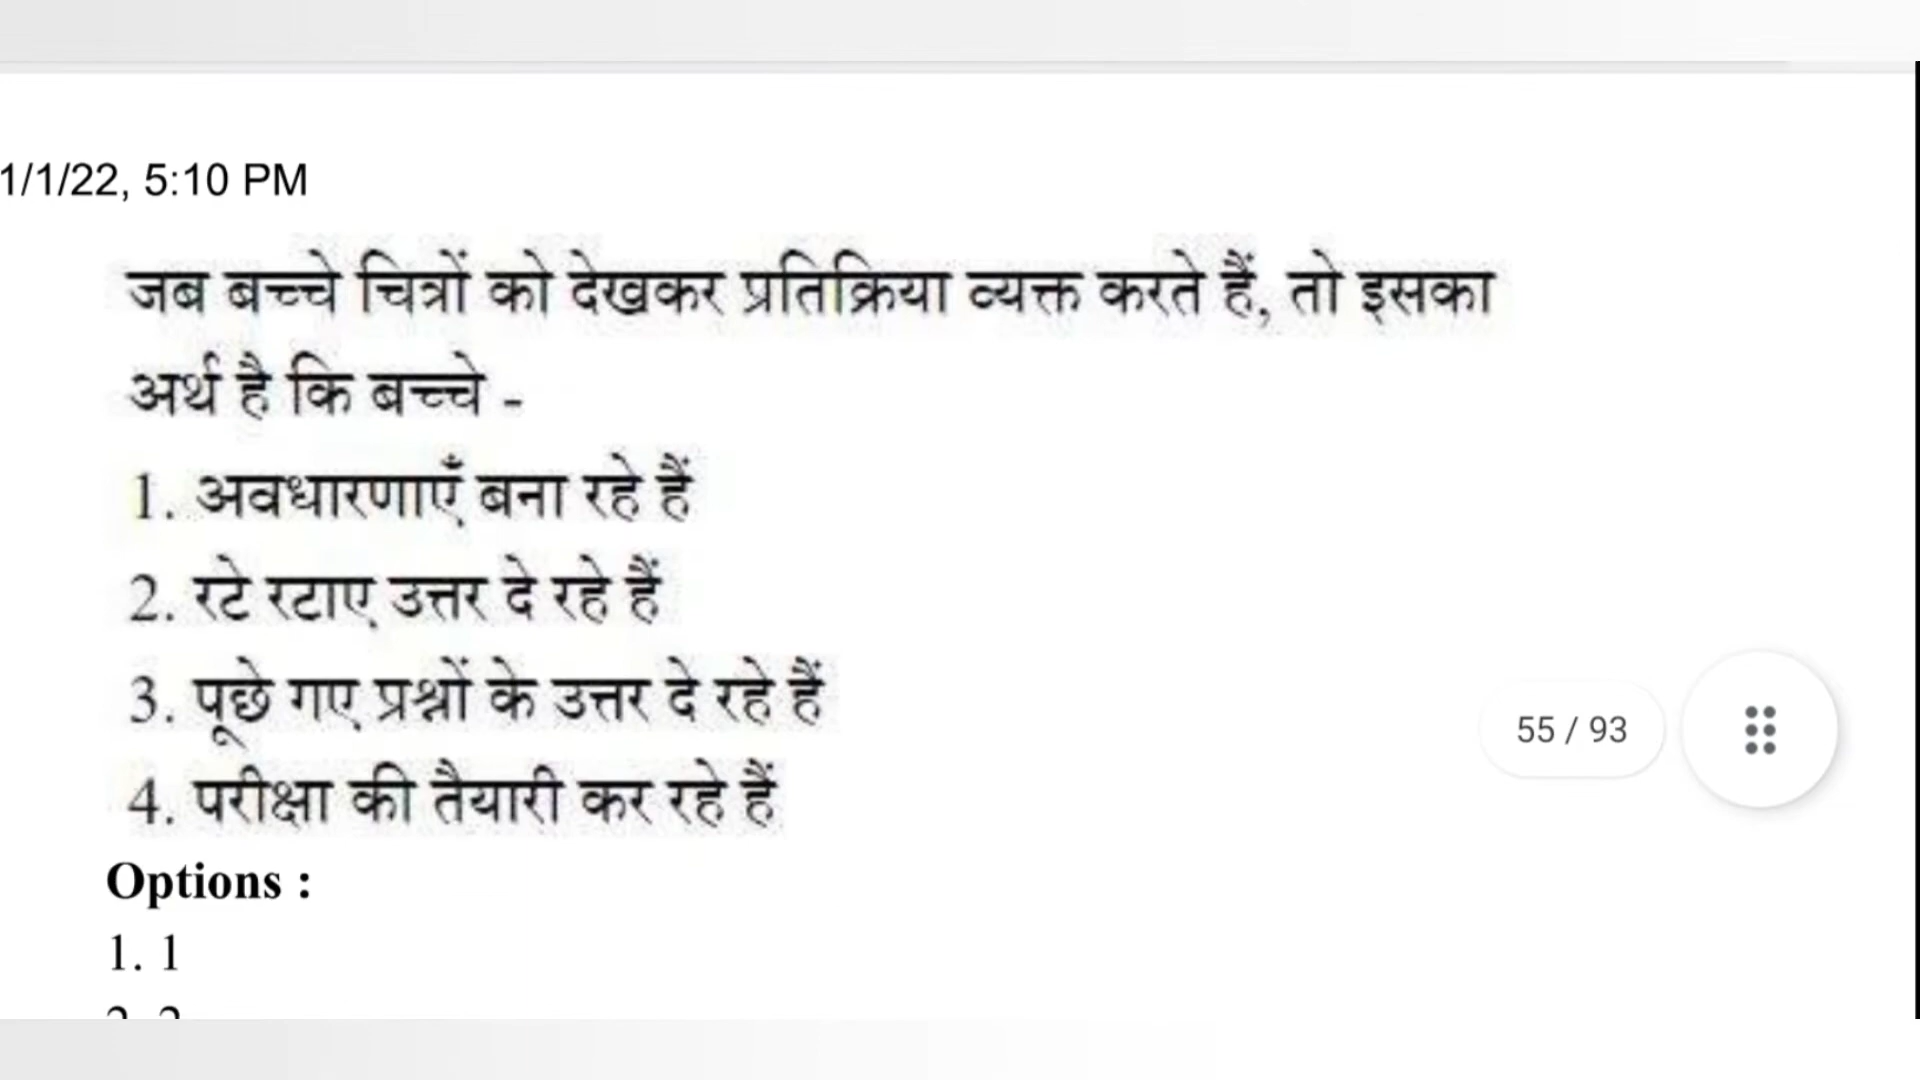 1/1/22, 5:10 PM
जब बच्चे चित्रों को देखकर प्रतिक्रिया व्यक्त करते हैं, तो इसका
अर्थ है कि बच्चे -
1. अवधारणाएँ बना रहे हैं
2. रटे रटाए उत्तर दे रहे हैं
3. पूछे गए प्रश्नों के उत्तर दे रहे हैं
55 / 93
4. परीक्षा की तैयारी कर रहे हैं
Options :
1. 1